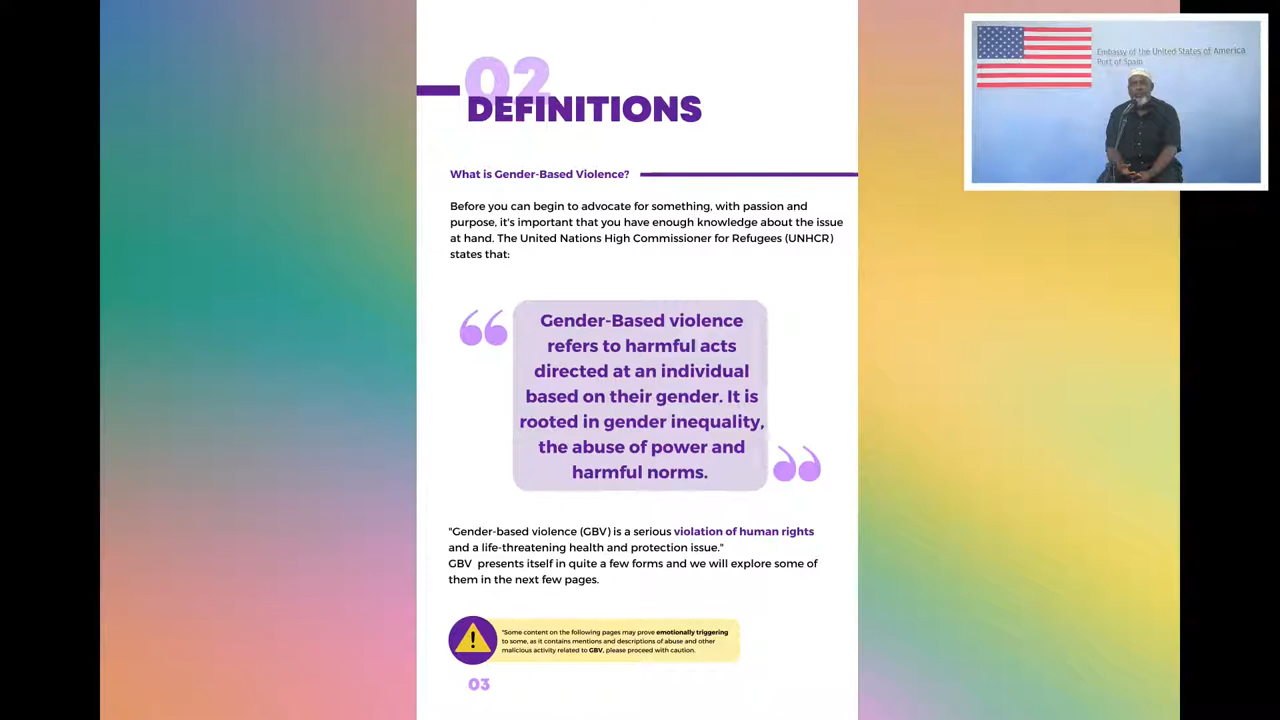 02
DEFINITIONS
What is Gender-Based Violence?
Before you can begin to advocate for something, with passion and
purpose, it's important that you have enough knowledge about the issue
at hand. The United Nations High Commissioner for Refugees (UNHCR)
states that:
Gender-Based violence
refers to harmful acts
directed at an individual
based on their gender. It is
rooted in gender inequality,
the abuse of power and
harmful norms.
"Gender-based violence (GBV) is a serious violation of human rights
and a life-threatening health and protection issue."
GBV presents itself in quite a few forms and we will explore some of
them in the next few pages.
"Some content on the following pages may prove emotionally triggering
to some, as it contains mentions and descriptions of abuse and other
malicious activity related to GBV, please proceed with caution.
03
Embassy of the United States of America
Port of Spain